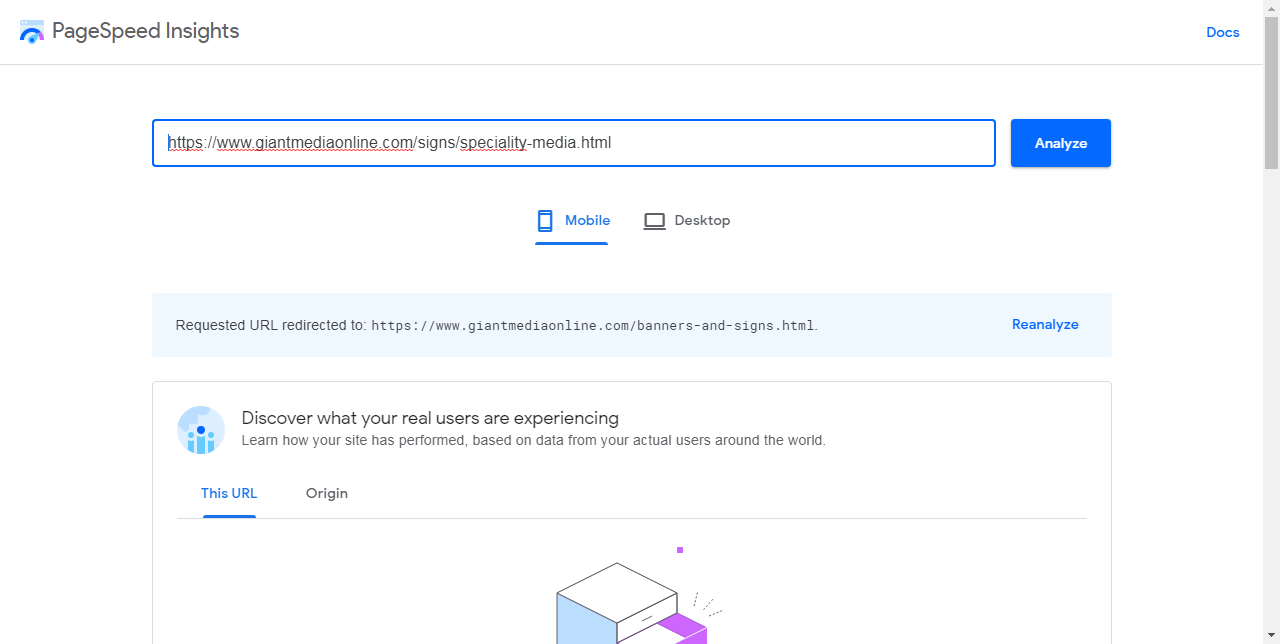 PageSpeed Insights
Docs
https://www.giantmediaonline.com/signs/speciality-media.html
Analyze
Mobile
Desktop
Requested URL redirected to: https://www.giantmediaonline.com/banners-and-signs.html.
Reanalyze
Discover what your real users are experiencing
Learn how your site has performed, based on data from your actual users around the world.
This URL
Origin